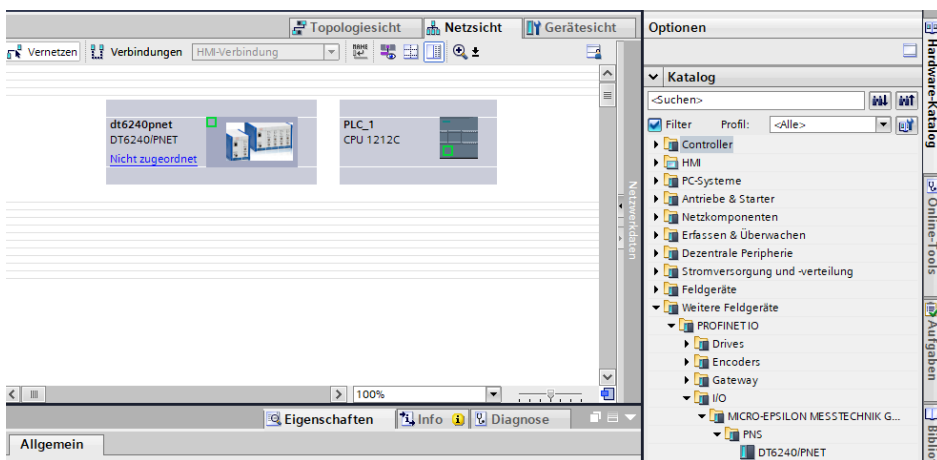 Topologiesicht
Netzsicht
Gerätesicht
Optionen
Vernetzen
Verbindungen
HMI-Verbindung
dt6240pnet
DT6240/PNET
Nicht zugeordnet
PLC_1
CPU 1212C
Netzwerkdaten
100%
Eigenschaften
Info
Diagnose
Allgemein
Katalog
<Suchen>
Filter
Profil:
<Alle>
Controller
HMI
PC-Systeme
Antriebe & Starter
Netzkomponenten
Erfassen & Überwachen
Dezentrale Peripherie
Stromversorgung und -verteilung
Feldgeräte
Weitere Feldgeräte
PROFINET IO
Drives
Encoders
Gateway
I/O
MICRO-EPSILON MESSTECHNIK G...
PNS
DT6240/PNET
Hardware-Katalog
Online-Tools
Aufgaben
Biblio